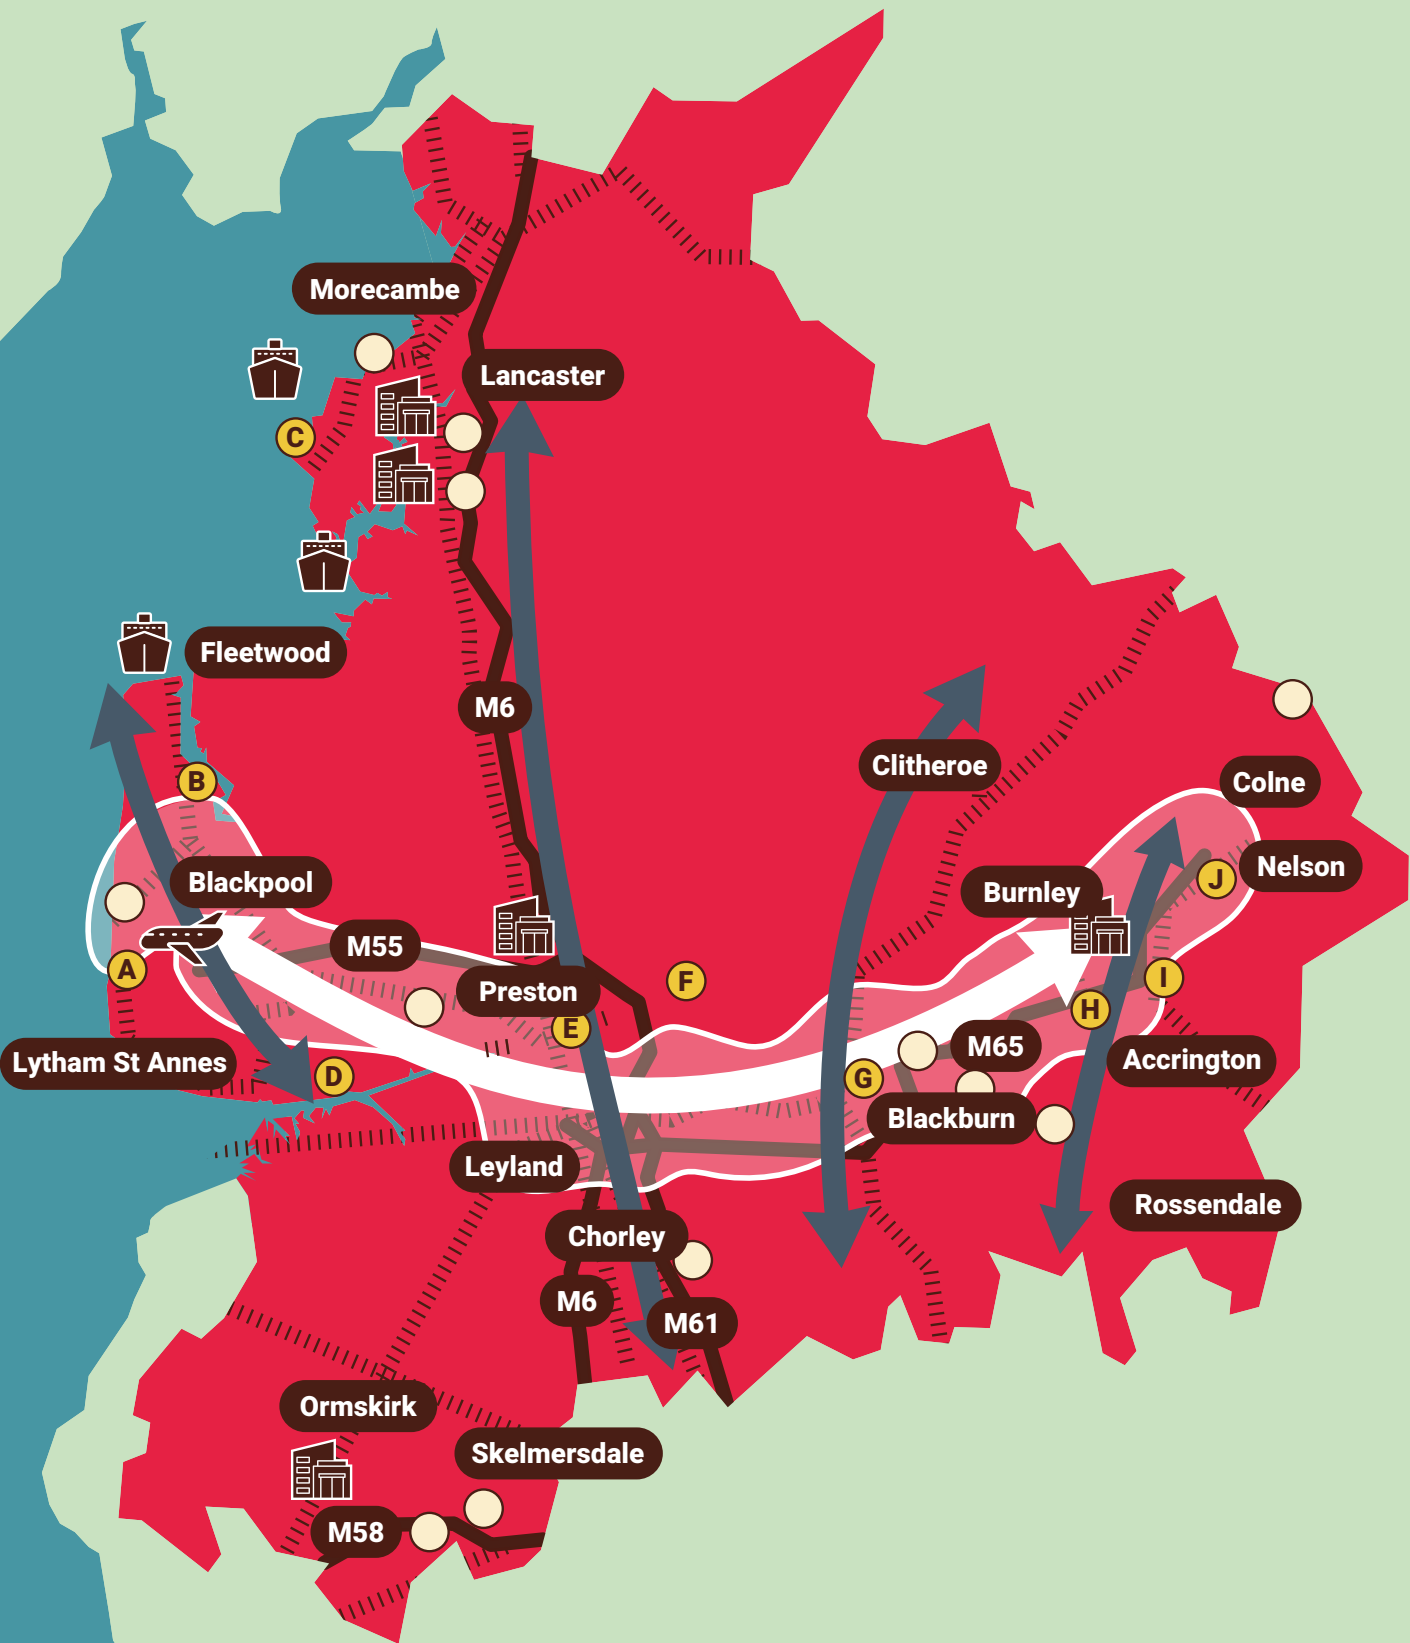 Morecambe
Lancaster
C
Fleetwood
M6
B
Clitheroe
Colne
Blackpool
Nelson
J
Burnley
M55
A
F
I
Preston
E
H
Lytham St Annes
D
M65
Accrington
G
Blackburn
Leyland
Rossendale
Chorley
M6
M61
Ormskirk
Skelmersdale
M58